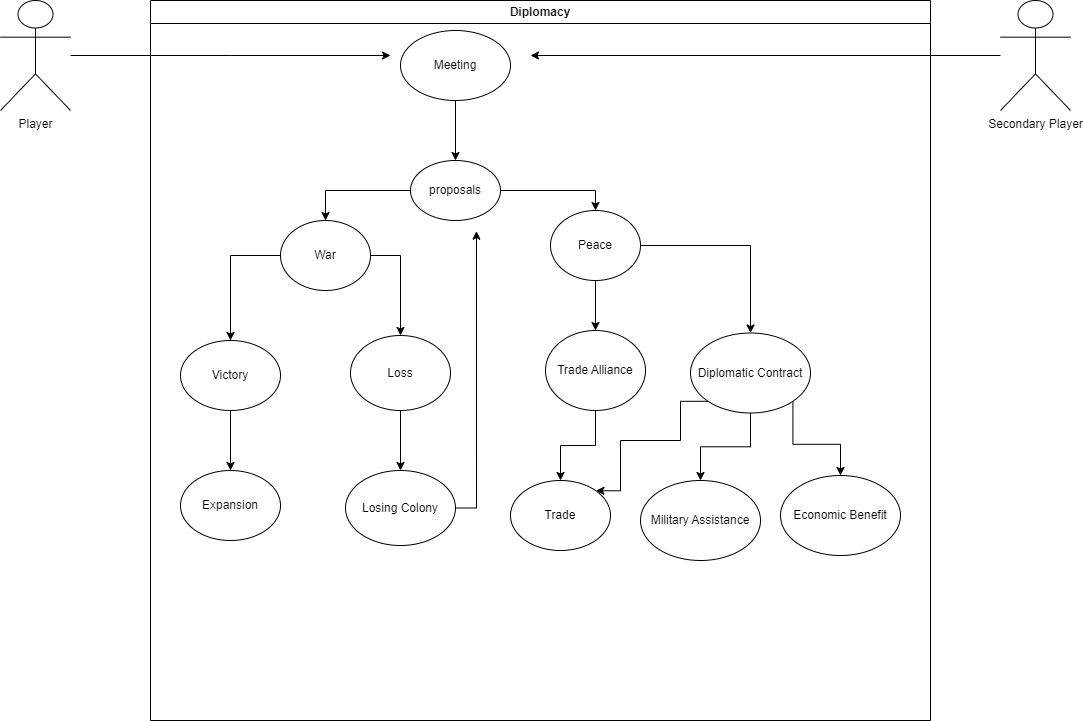 Diplomacy
Meeting
Player
Secondary Player
proposals
War
Peace
Victory
Loss
Trade Alliance
Diplomatic Contract
Expansion
Losing Colony
Trade
Military Assistance
Economic Benefit